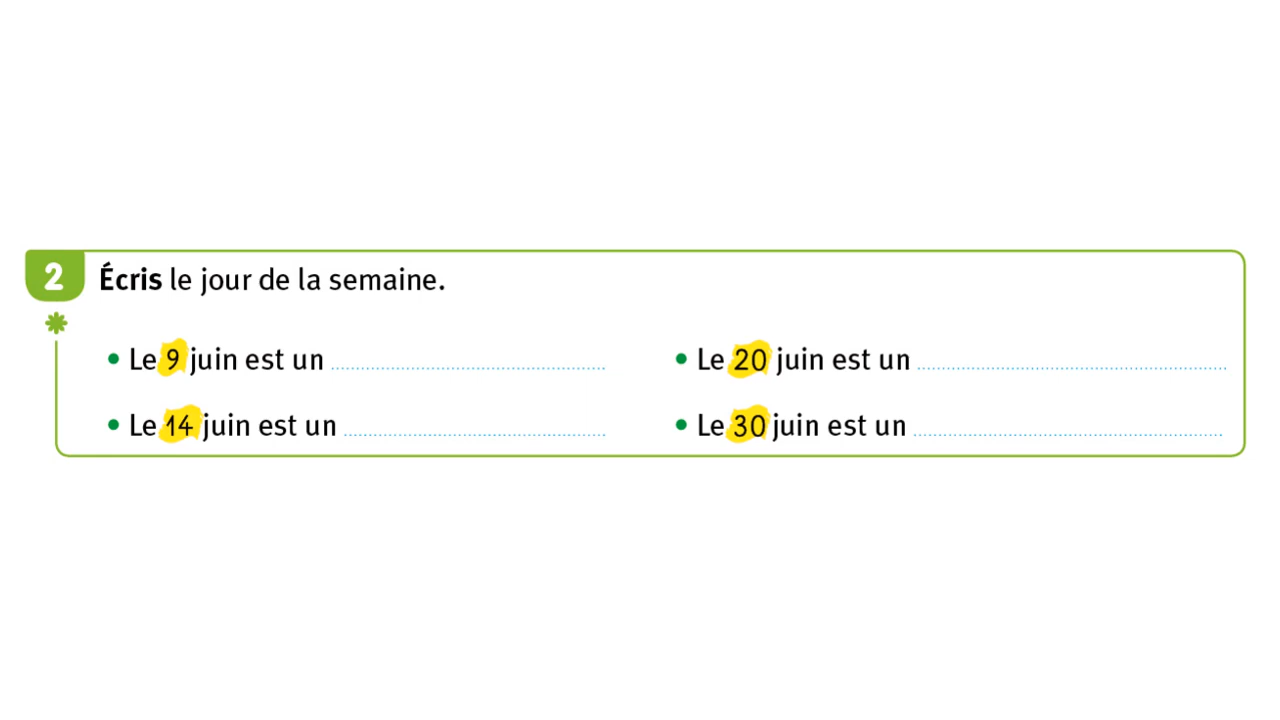 2 Écris le jour de la semaine.
• Le 9 juin est un ........................ • Le 20 juin est un ........................
• Le 14 juin est un ........................ • Le 30 juin est un ........................